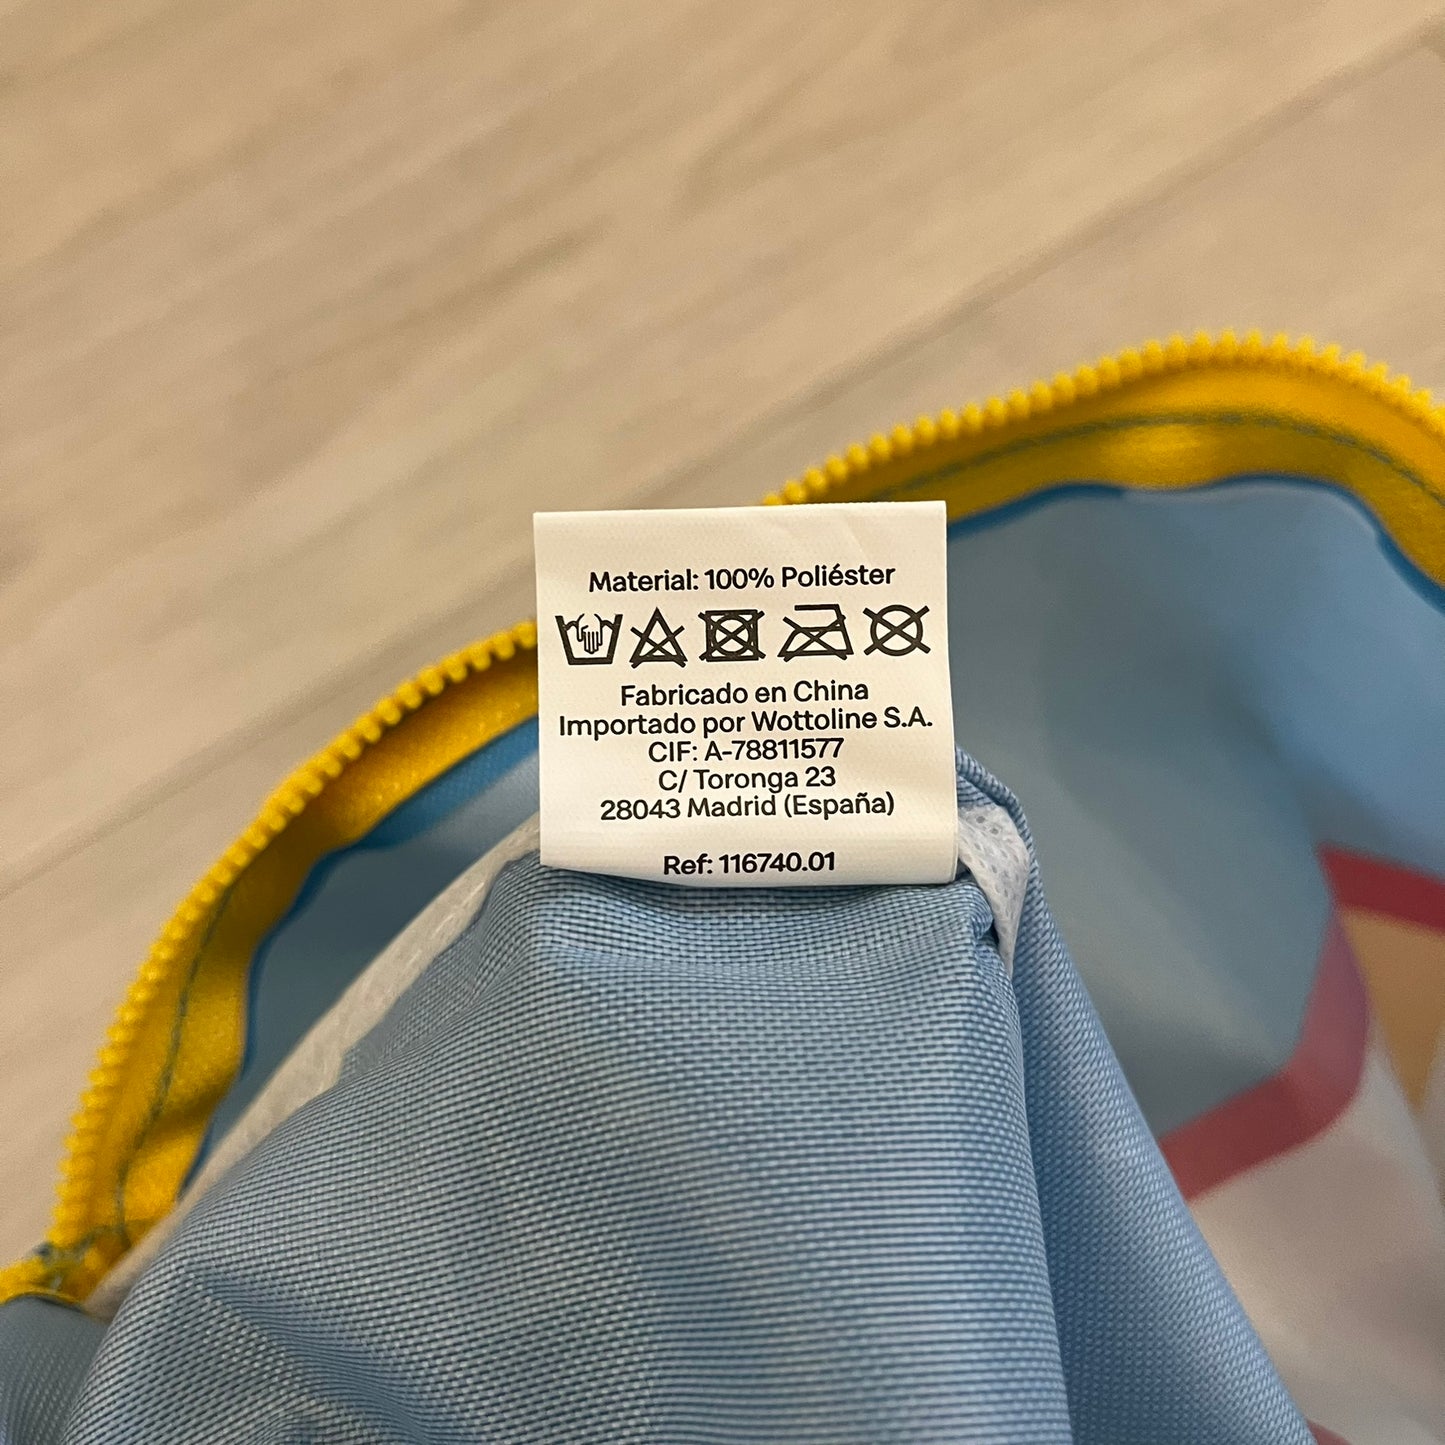 Material: 100% Poliéster
Fabricado en China
Importado por Wottoline S.A.
CIF: A-78811577
C/ Toronga 23
28043 Madrid (España)
Ref: 116740.01